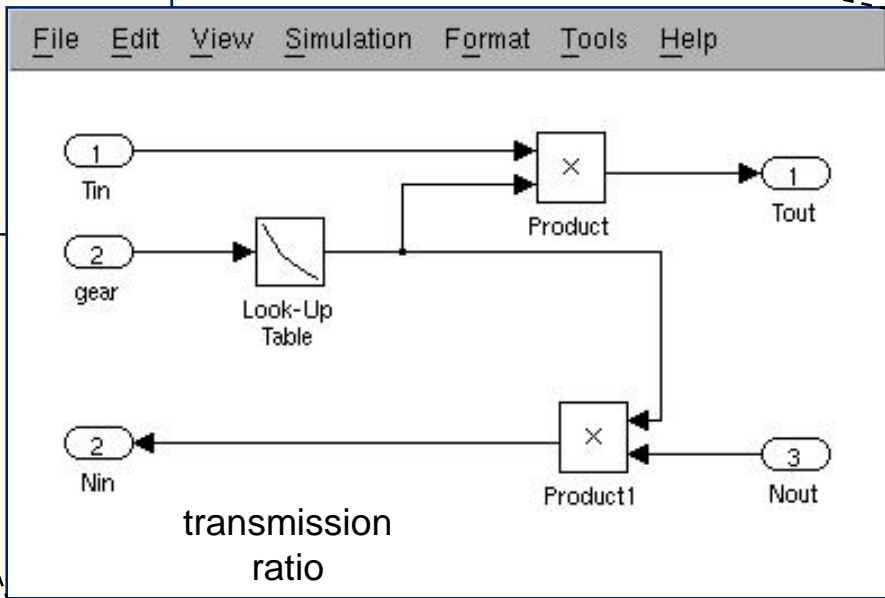 File Edit View Simulation Format Tools Help
1
Tin
×
Product
1
Tout
2
gear
Look-Up
Table
2
Nin
×
Product1
3
Nout
transmission
ratio